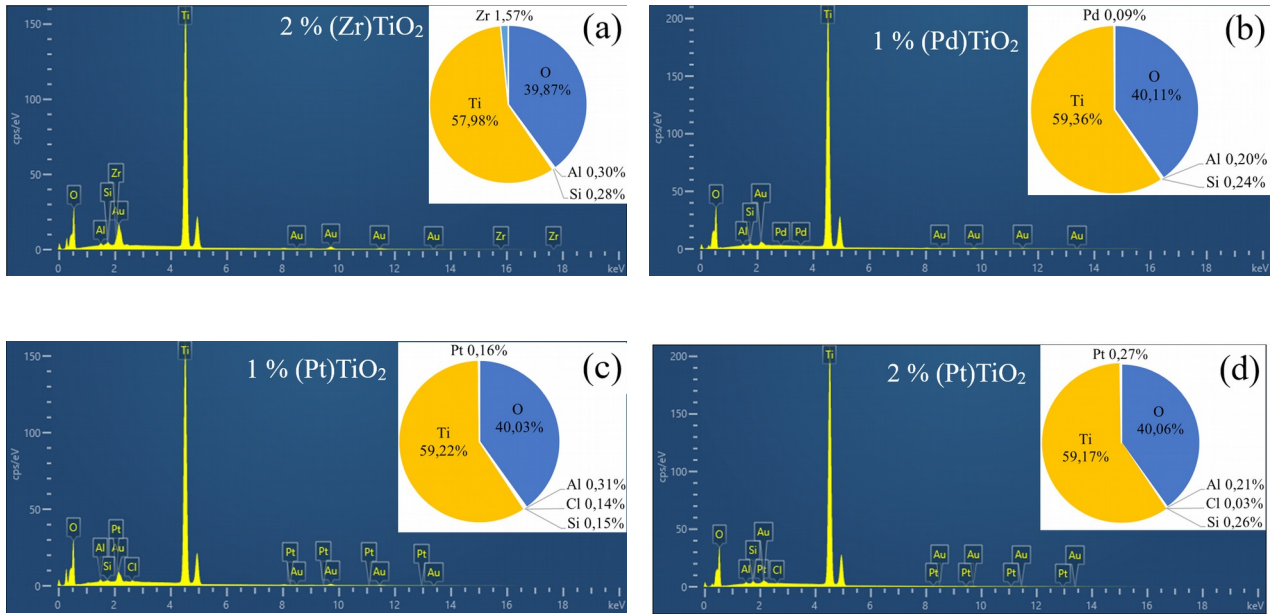 2 % (Zr)TiO₂
(a)
Zr 1,57%
O
39,87%
Ti
57,98%
Al 0,30%
Si 0,28%
cps/eV
150
100
50
0
Ti
O
Al
Si
Zr
Au
Au
Au
Au
Au
Zr
Zr
0 2 4 6 8 10 12 14 16 18 keV
1 % (Pd)TiO₂
(b)
Pd 0,09%
O
40,11%
Ti
59,36%
Al 0,20%
Si 0,24%
cps/eV
200
150
100
50
0
Ti
O
Al
Si
Au
Pd
Pd
Au
Au
Au
Au
0 2 4 6 8 10 12 14 16 18 keV
1 % (Pt)TiO₂
(c)
Pt 0,16%
O
40,03%
Ti
59,22%
Al 0,31%
Cl 0,14%
Si 0,15%
cps/eV
150
100
50
0
Ti
O
Al
Si
Pt
Au
Cl
Pt
Au
Pt
Au
Pt
Au
Pt
Au
0 2 4 6 8 10 12 14 16 18 keV
2 % (Pt)TiO₂
(d)
Pt 0,27%
O
40,06%
Ti
59,17%
Al 0,21%
Cl 0,03%
Si 0,26%
cps/eV
200
150
100
50
0
Ti
O
Al
Si
Au
Pt
Cl
Au
Pt
Au
Pt
Au
Pt
Au
Pt
0 2 4 6 8 10 12 14 16 18 keV